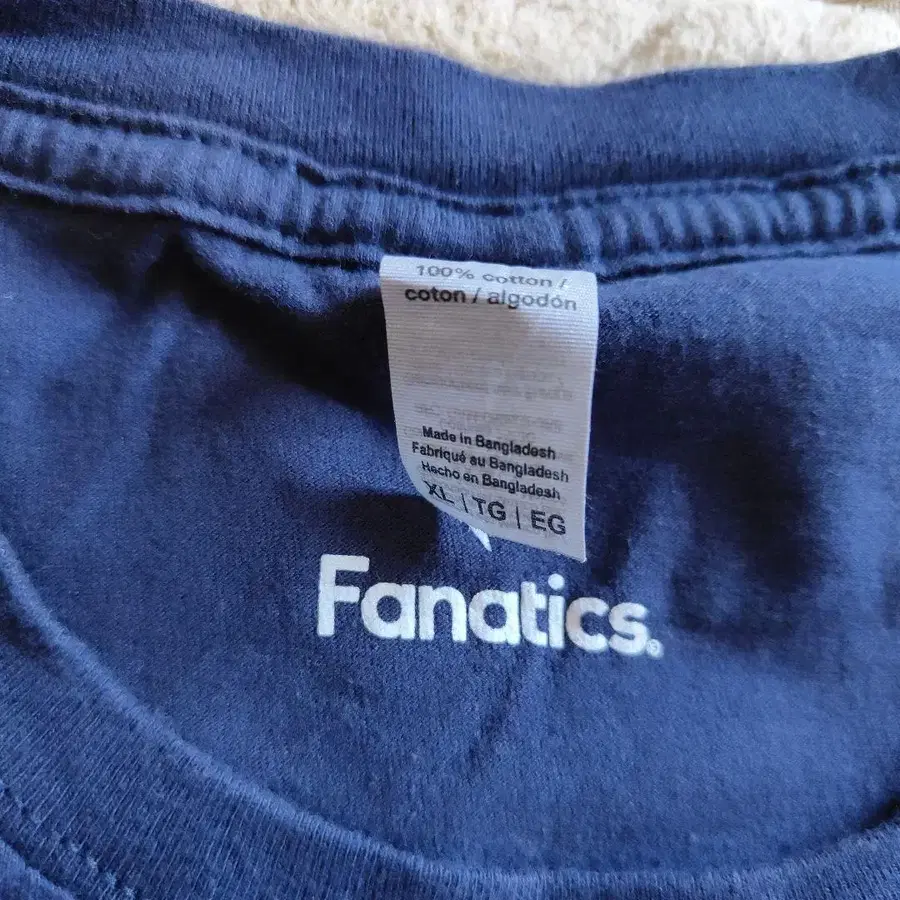 100% cotton /
coton / algodón
Made in Bangladesh
Fabriqué au Bangladesh
Hecho en Bangladesh
XL | TG | EG
Fanatics.